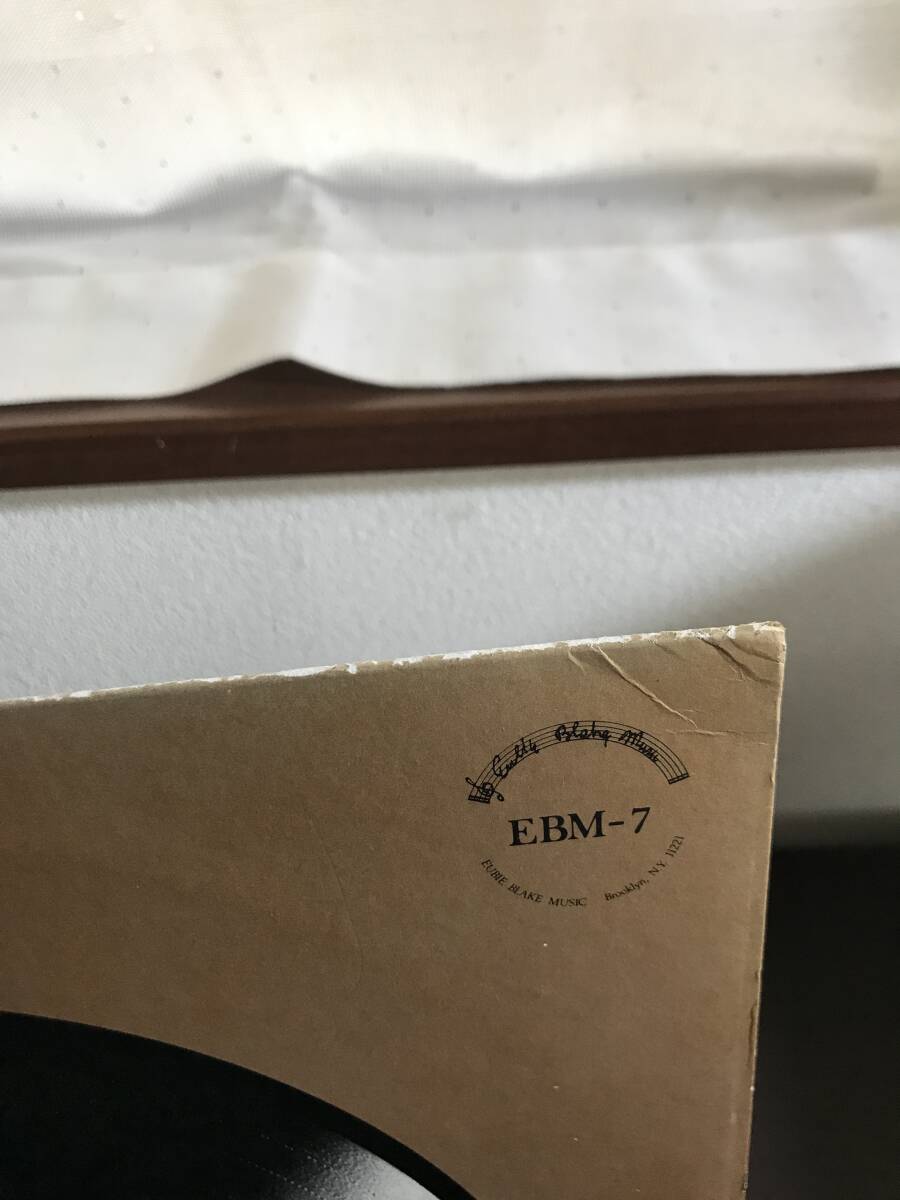 Eubie Blake Music
EBM-7
EUBIE BLAKE MUSIC Brooklyn, N.Y. 11221